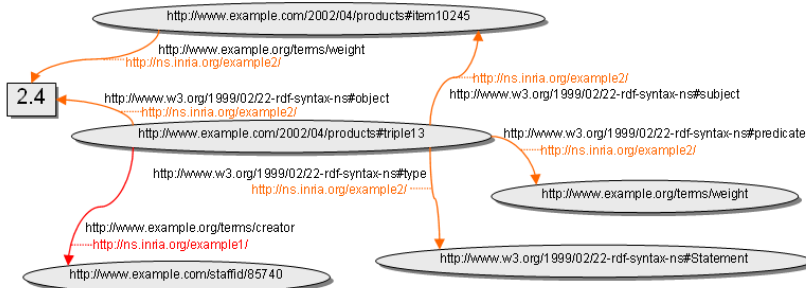 http://www.example.com/2002/04/products#item10245
http://www.example.org/terms/weight
http://ns.inria.org/example2/
http://ns.inria.org/example2/
2.4
http://www.w3.org/1999/02/22-rdf-syntax-ns#object
http://www.w3.org/1999/02/22-rdf-syntax-ns#subject
http://ns.inria.org/example2/
http://www.example.com/2002/04/products#triple13
http://www.w3.org/1999/02/22-rdf-syntax-ns#predicate
http://ns.inria.org/example2/
http://www.w3.org/1999/02/22-rdf-syntax-ns#type
http://ns.inria.org/example2/
http://www.example.org/terms/weight
http://www.example.org/terms/creator
http://ns.inria.org/example1/
http://www.w3.org/1999/02/22-rdf-syntax-ns#Statement
http://www.example.com/staffid/85740